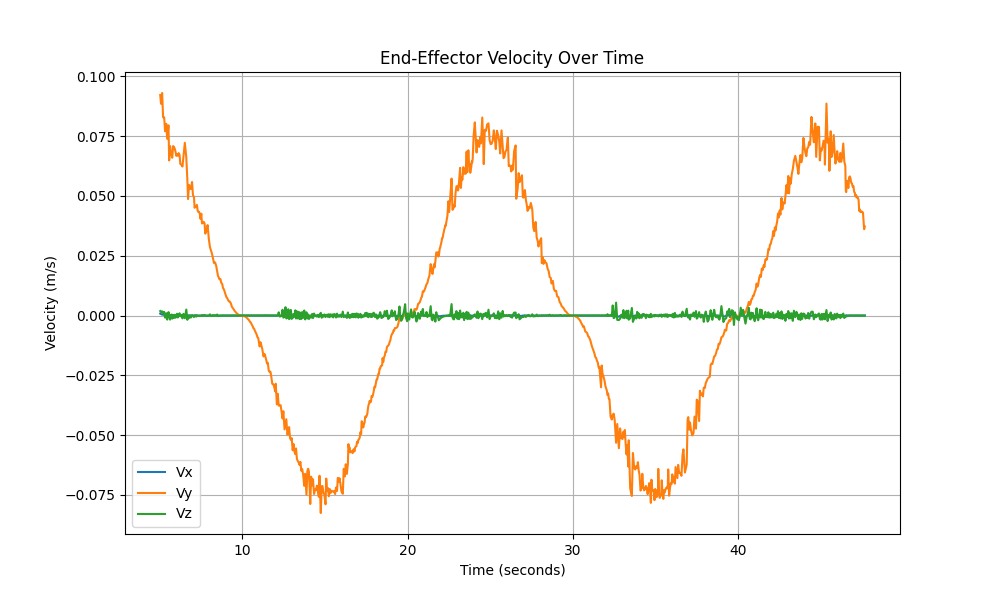 End-Effector Velocity Over Time
0.100
0.075
0.050
0.025
0.000
−0.025
−0.050
−0.075
Velocity (m/s)
Vx
Vy
Vz
10 20 30 40
Time (seconds)